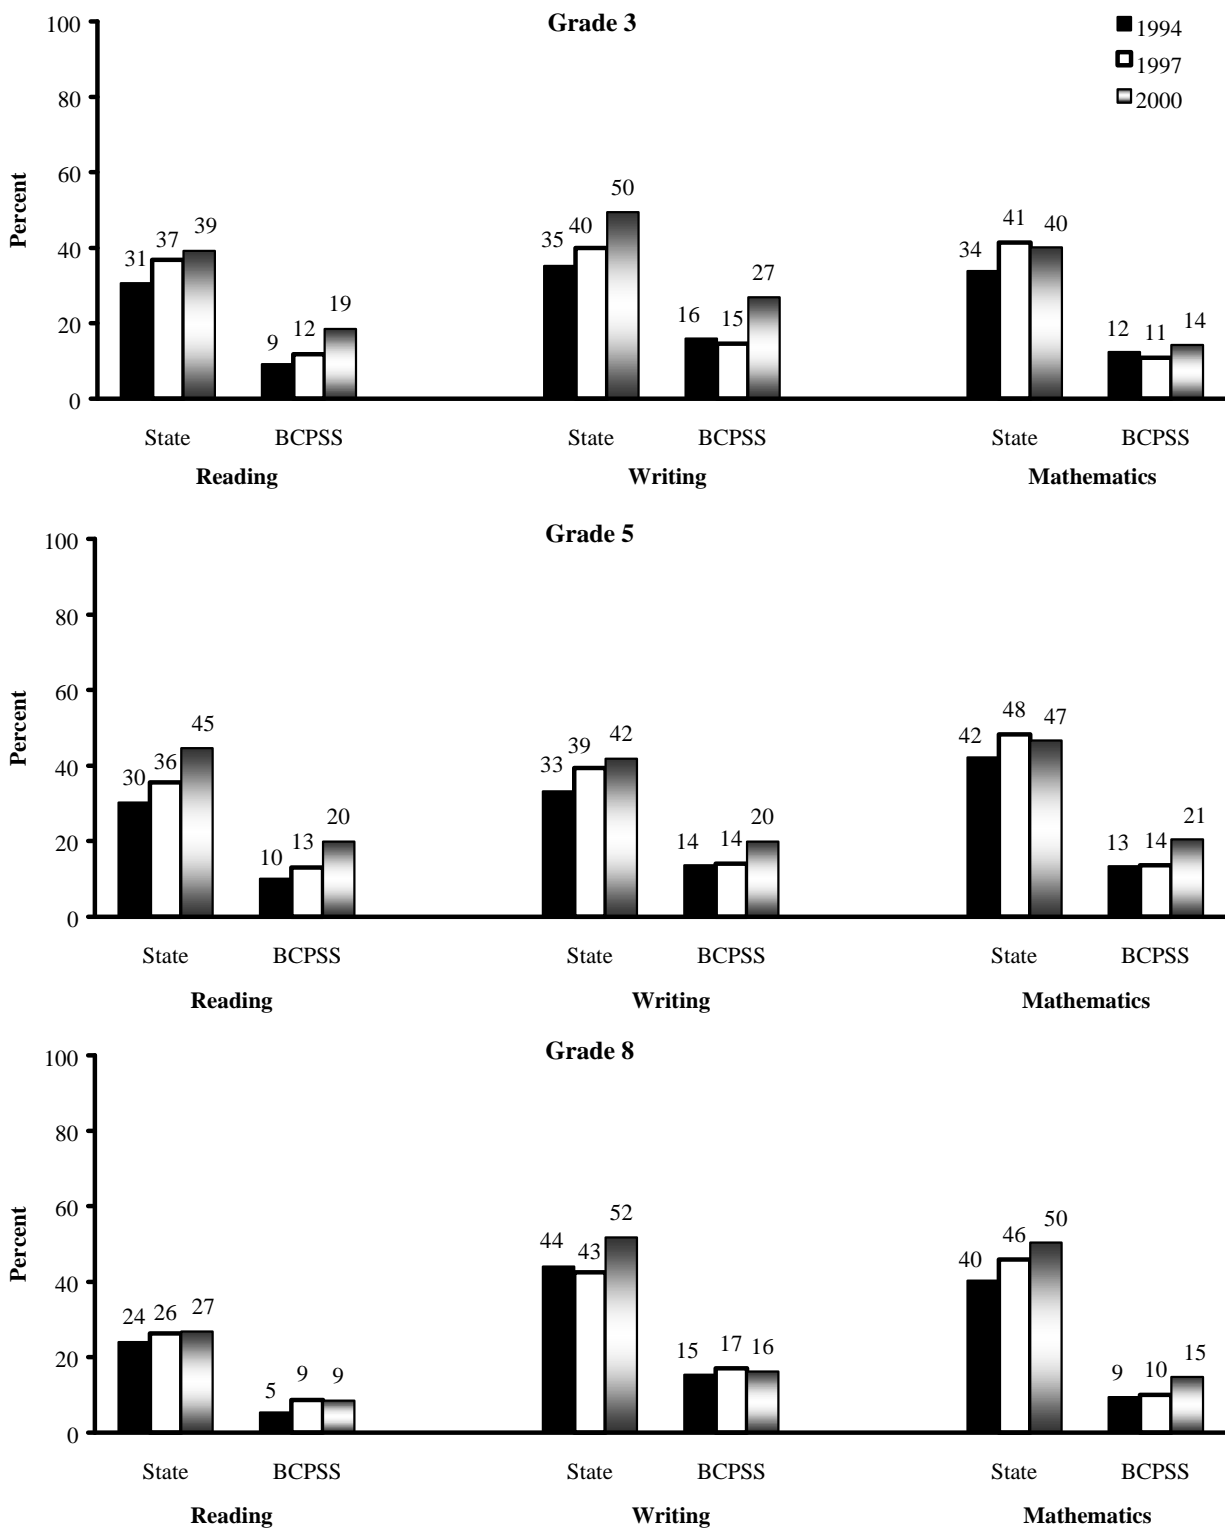 Grade 3
1994
1997
2000
100
80
60
40
20
0
Percent
31 37 39
9 12 19
35 40 50
16 15 27
34 41 40
12 11 14
State BCPSS State BCPSS State BCPSS
Reading Writing Mathematics
Grade 5
100
80
60
40
20
0
Percent
30 36 45
10 13 20
33 39 42
14 14 20
42 48 47
13 14 21
State BCPSS State BCPSS State BCPSS
Reading Writing Mathematics
Grade 8
100
80
60
40
20
0
Percent
24 26 27
5 9 9
44 43 52
15 17 16
40 46 50
9 10 15
State BCPSS State BCPSS State BCPSS
Reading Writing Mathematics